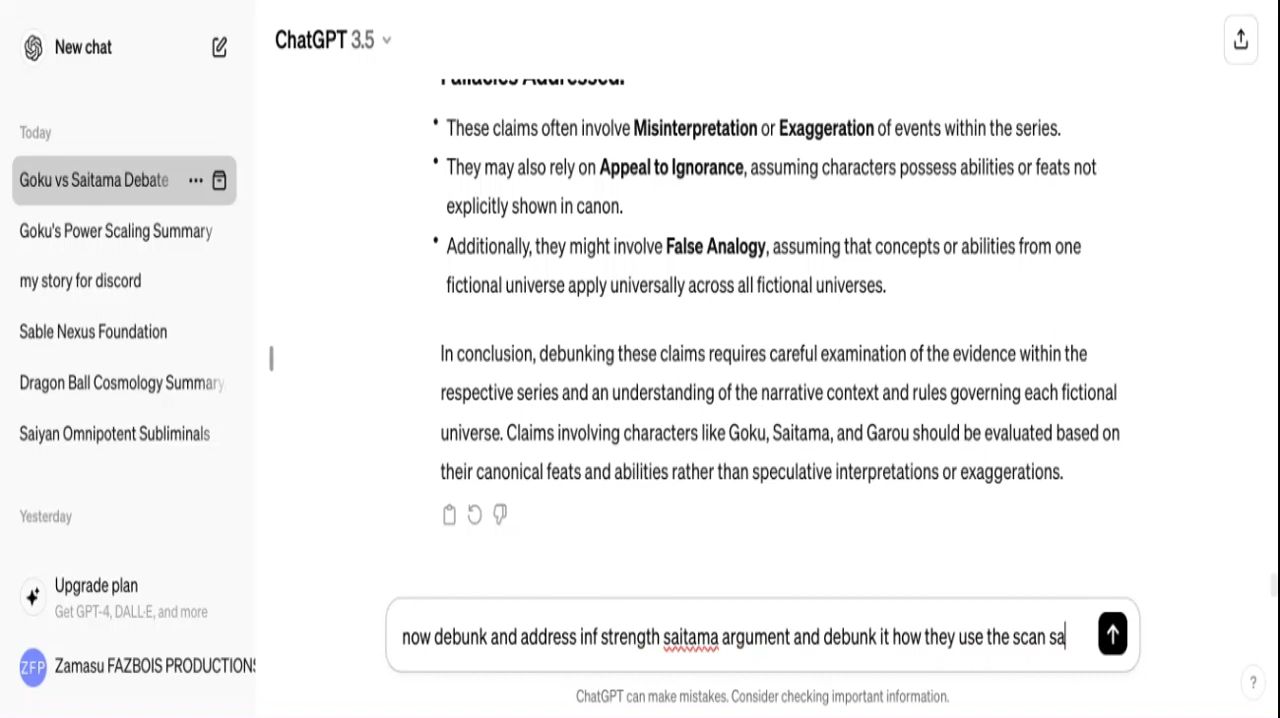 New chat
ChatGPT 3.5
Today
Goku vs Saitama Debate
Goku's Power Scaling Summary
my story for discord
Sable Nexus Foundation
Dragon Ball Cosmology Summary
Saiyan Omnipotent Subliminals
Yesterday
Upgrade plan
Get GPT-4, DALL·E, and more
ZFP
Zamasu FAZBOIS PRODUCTIONS
Fallacies Addressed:
• These claims often involve Misinterpretation or Exaggeration of events within the series.
• They may also rely on Appeal to Ignorance, assuming characters possess abilities or feats not
explicitly shown in canon.
• Additionally, they might involve False Analogy, assuming that concepts or abilities from one
fictional universe apply universally across all fictional universes.
In conclusion, debunking these claims requires careful examination of the evidence within the
respective series and an understanding of the narrative context and rules governing each fictional
universe. Claims involving characters like Goku, Saitama, and Garou should be evaluated based on
their canonical feats and abilities rather than speculative interpretations or exaggerations.
now debunk and address inf strength saitama argument and debunk it how they use the scan sa
ChatGPT can make mistakes. Consider checking important information.
?